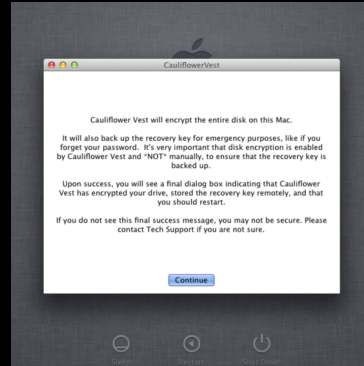 CauliflowerVest
Cauliflower Vest will encrypt the entire disk on this Mac.
It will also back up the recovery key for emergency purposes, like if you
forget your password. It's very important that disk encryption is enabled
by Cauliflower Vest and *NOT* manually, to ensure that the recovery key is
backed up.
Upon success, you will see a final dialog box indicating that Cauliflower
Vest has encrypted your drive, stored the recovery key remotely, and that
you should restart.
If you do not see this final success message, you may not be secure. Please
contact Tech Support if you are not sure.
Continue
Sleep
Restart
Shut Down